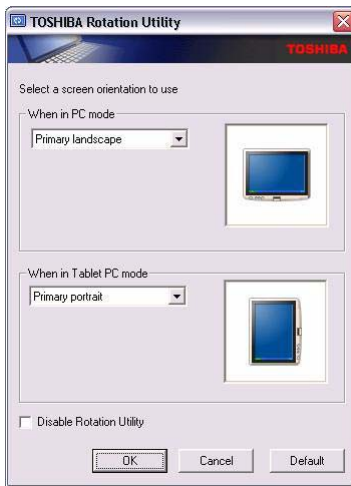 TOSHIBA Rotation Utility
TOSHIBA
Select a screen orientation to use
When in PC mode
Primary landscape
When in Tablet PC mode
Primary portrait
Disable Rotation Utility
OK
Cancel
Default